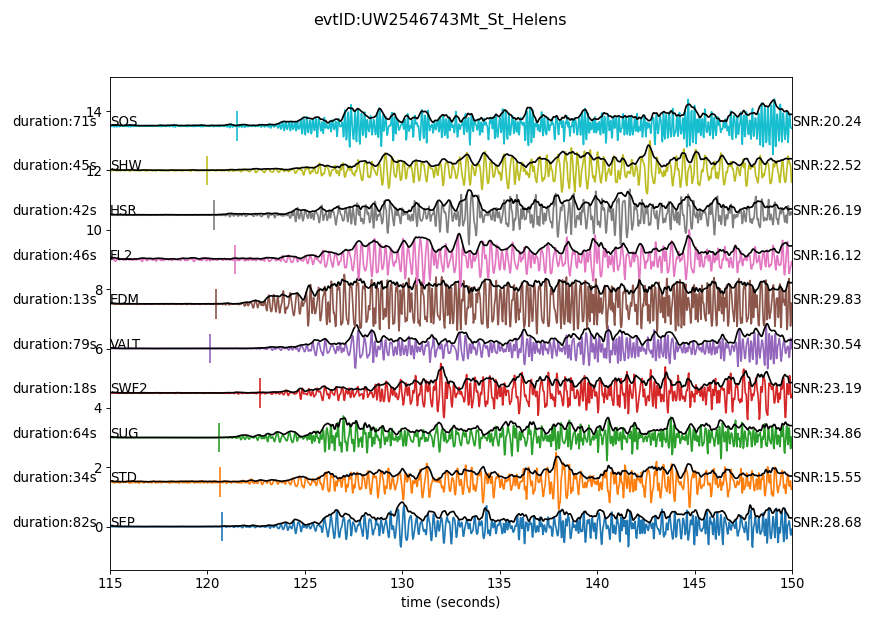 evtID:UW2546743Mt_St_Helens
14
duration:71s SOS SNR:20.24
duration:45s SHW SNR:22.52
12
duration:42s HSR SNR:26.19
10
duration:46s FL2 SNR:16.12
8
duration:13s EDM SNR:29.83
duration:79s VALT SNR:30.54
6
duration:18s SWF2 SNR:23.19
4
duration:64s SUG SNR:34.86
2
duration:34s STD SNR:15.55
duration:82s SEP SNR:28.68
0
115 120 125 130 135 140 145 150
time (seconds)